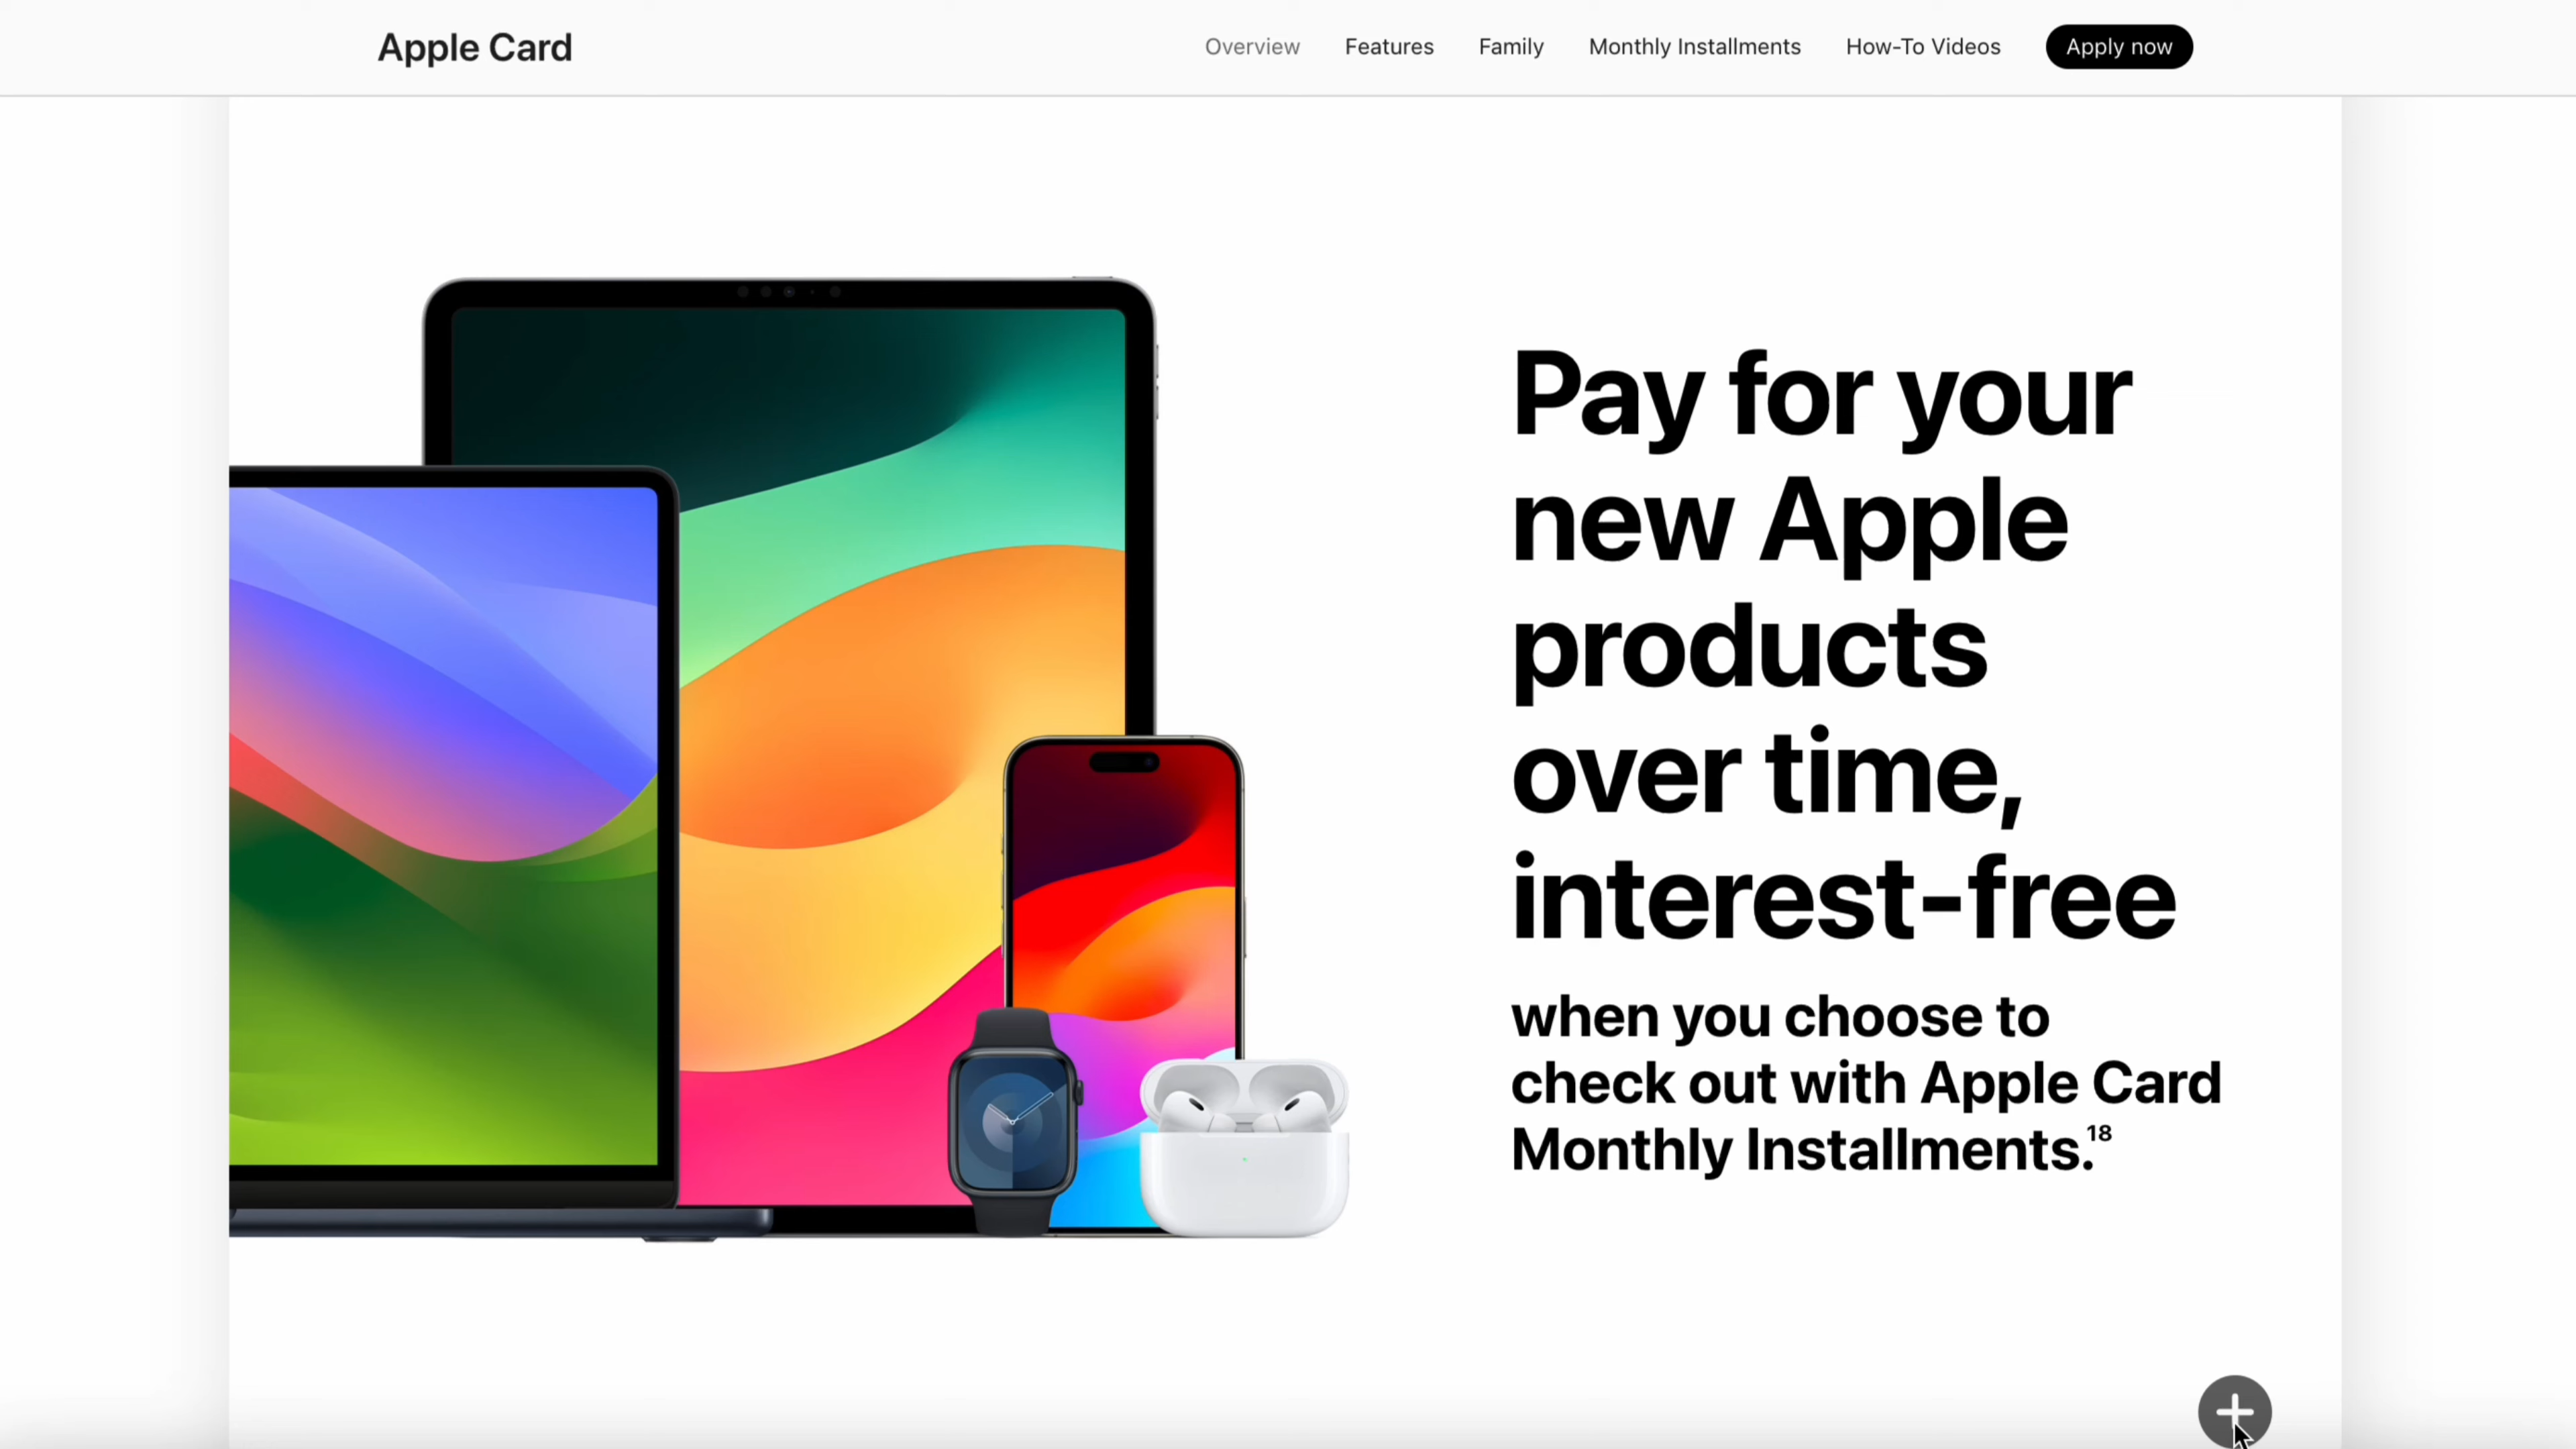 Apple Card
Overview Features Family Monthly Installments How-To Videos Apply now
Pay for your
new Apple
products
over time,
interest-free
when you choose to
check out with Apple Card
Monthly Installments.18